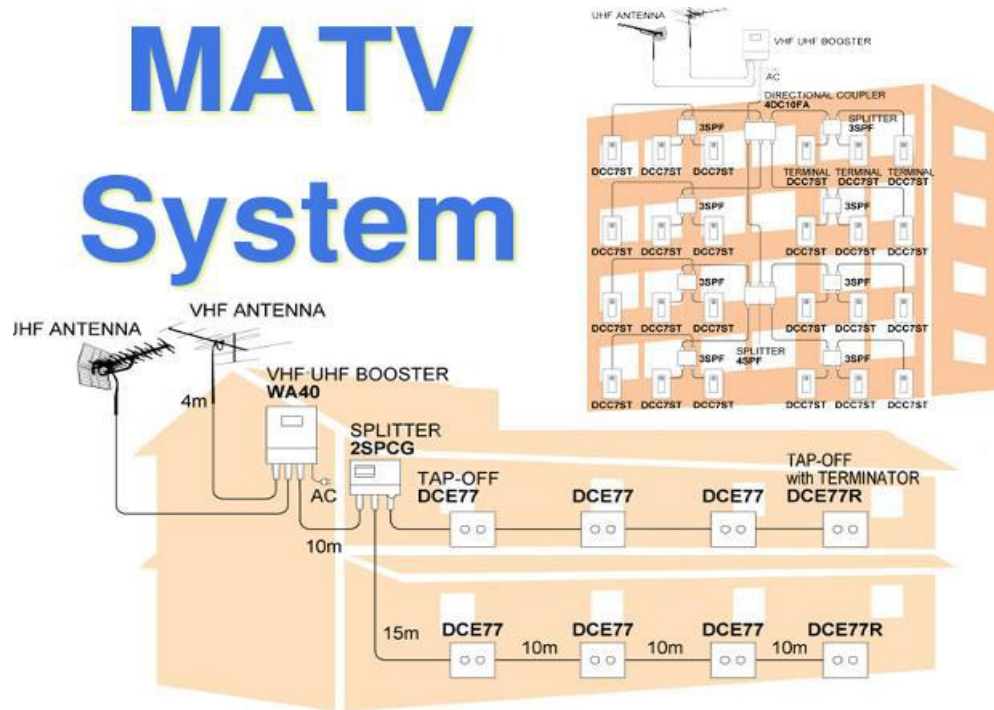 MATV
System
UHF ANTENNA
VHF UHF BOOSTER
AC
DIRECTIONAL COUPLER
4DC10FA
3SPF
SPLITTER
3SPF
DCC7ST DCC7ST DCC7ST
TERMINAL TERMINAL TERMINAL
DCC7ST DCC7ST DCC7ST
3SPF 3SPF
DCC7ST DCC7ST DCC7ST DCC7ST DCC7ST DCC7ST
3SPF 3SPF
DCC7ST DCC7ST DCC7ST DCC7ST DCC7ST DCC7ST
3SPF
SPLITTER
4SPF
3SPF
DCC7ST DCC7ST DCC7ST DCC7ST DCC7ST DCC7ST
UHF ANTENNA
VHF ANTENNA
4m
VHF UHF BOOSTER
WA40
AC
SPLITTER
2SPCG
10m
TAP-OFF
DCE77 DCE77 DCE77
TAP-OFF
with TERMINATOR
DCE77R
15m
DCE77 DCE77 DCE77 DCE77R
10m 10m 10m